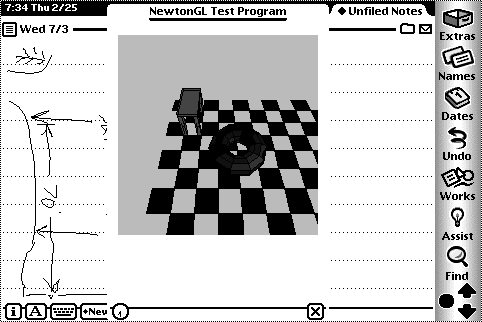 7:34 Thu 2/25
NewtonGL Test Program
◆ Unfiled Notes
Wed 7/3
Extras
Names
Dates
Undo
Works
Assist
Find
i
A
◆New